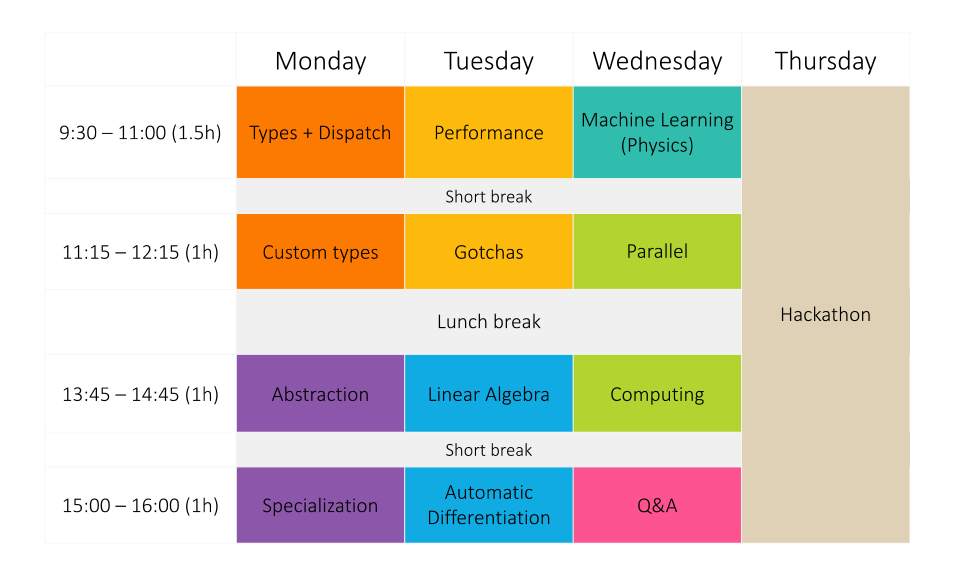 Monday Tuesday Wednesday Thursday
9:30 – 11:00 (1.5h) Types + Dispatch Performance Machine Learning
(Physics)
Short break
11:15 – 12:15 (1h) Custom types Gotchas Parallel
Lunch break
Hackathon
13:45 – 14:45 (1h) Abstraction Linear Algebra Computing
Short break
15:00 – 16:00 (1h) Specialization Automatic
Differentiation Q&A